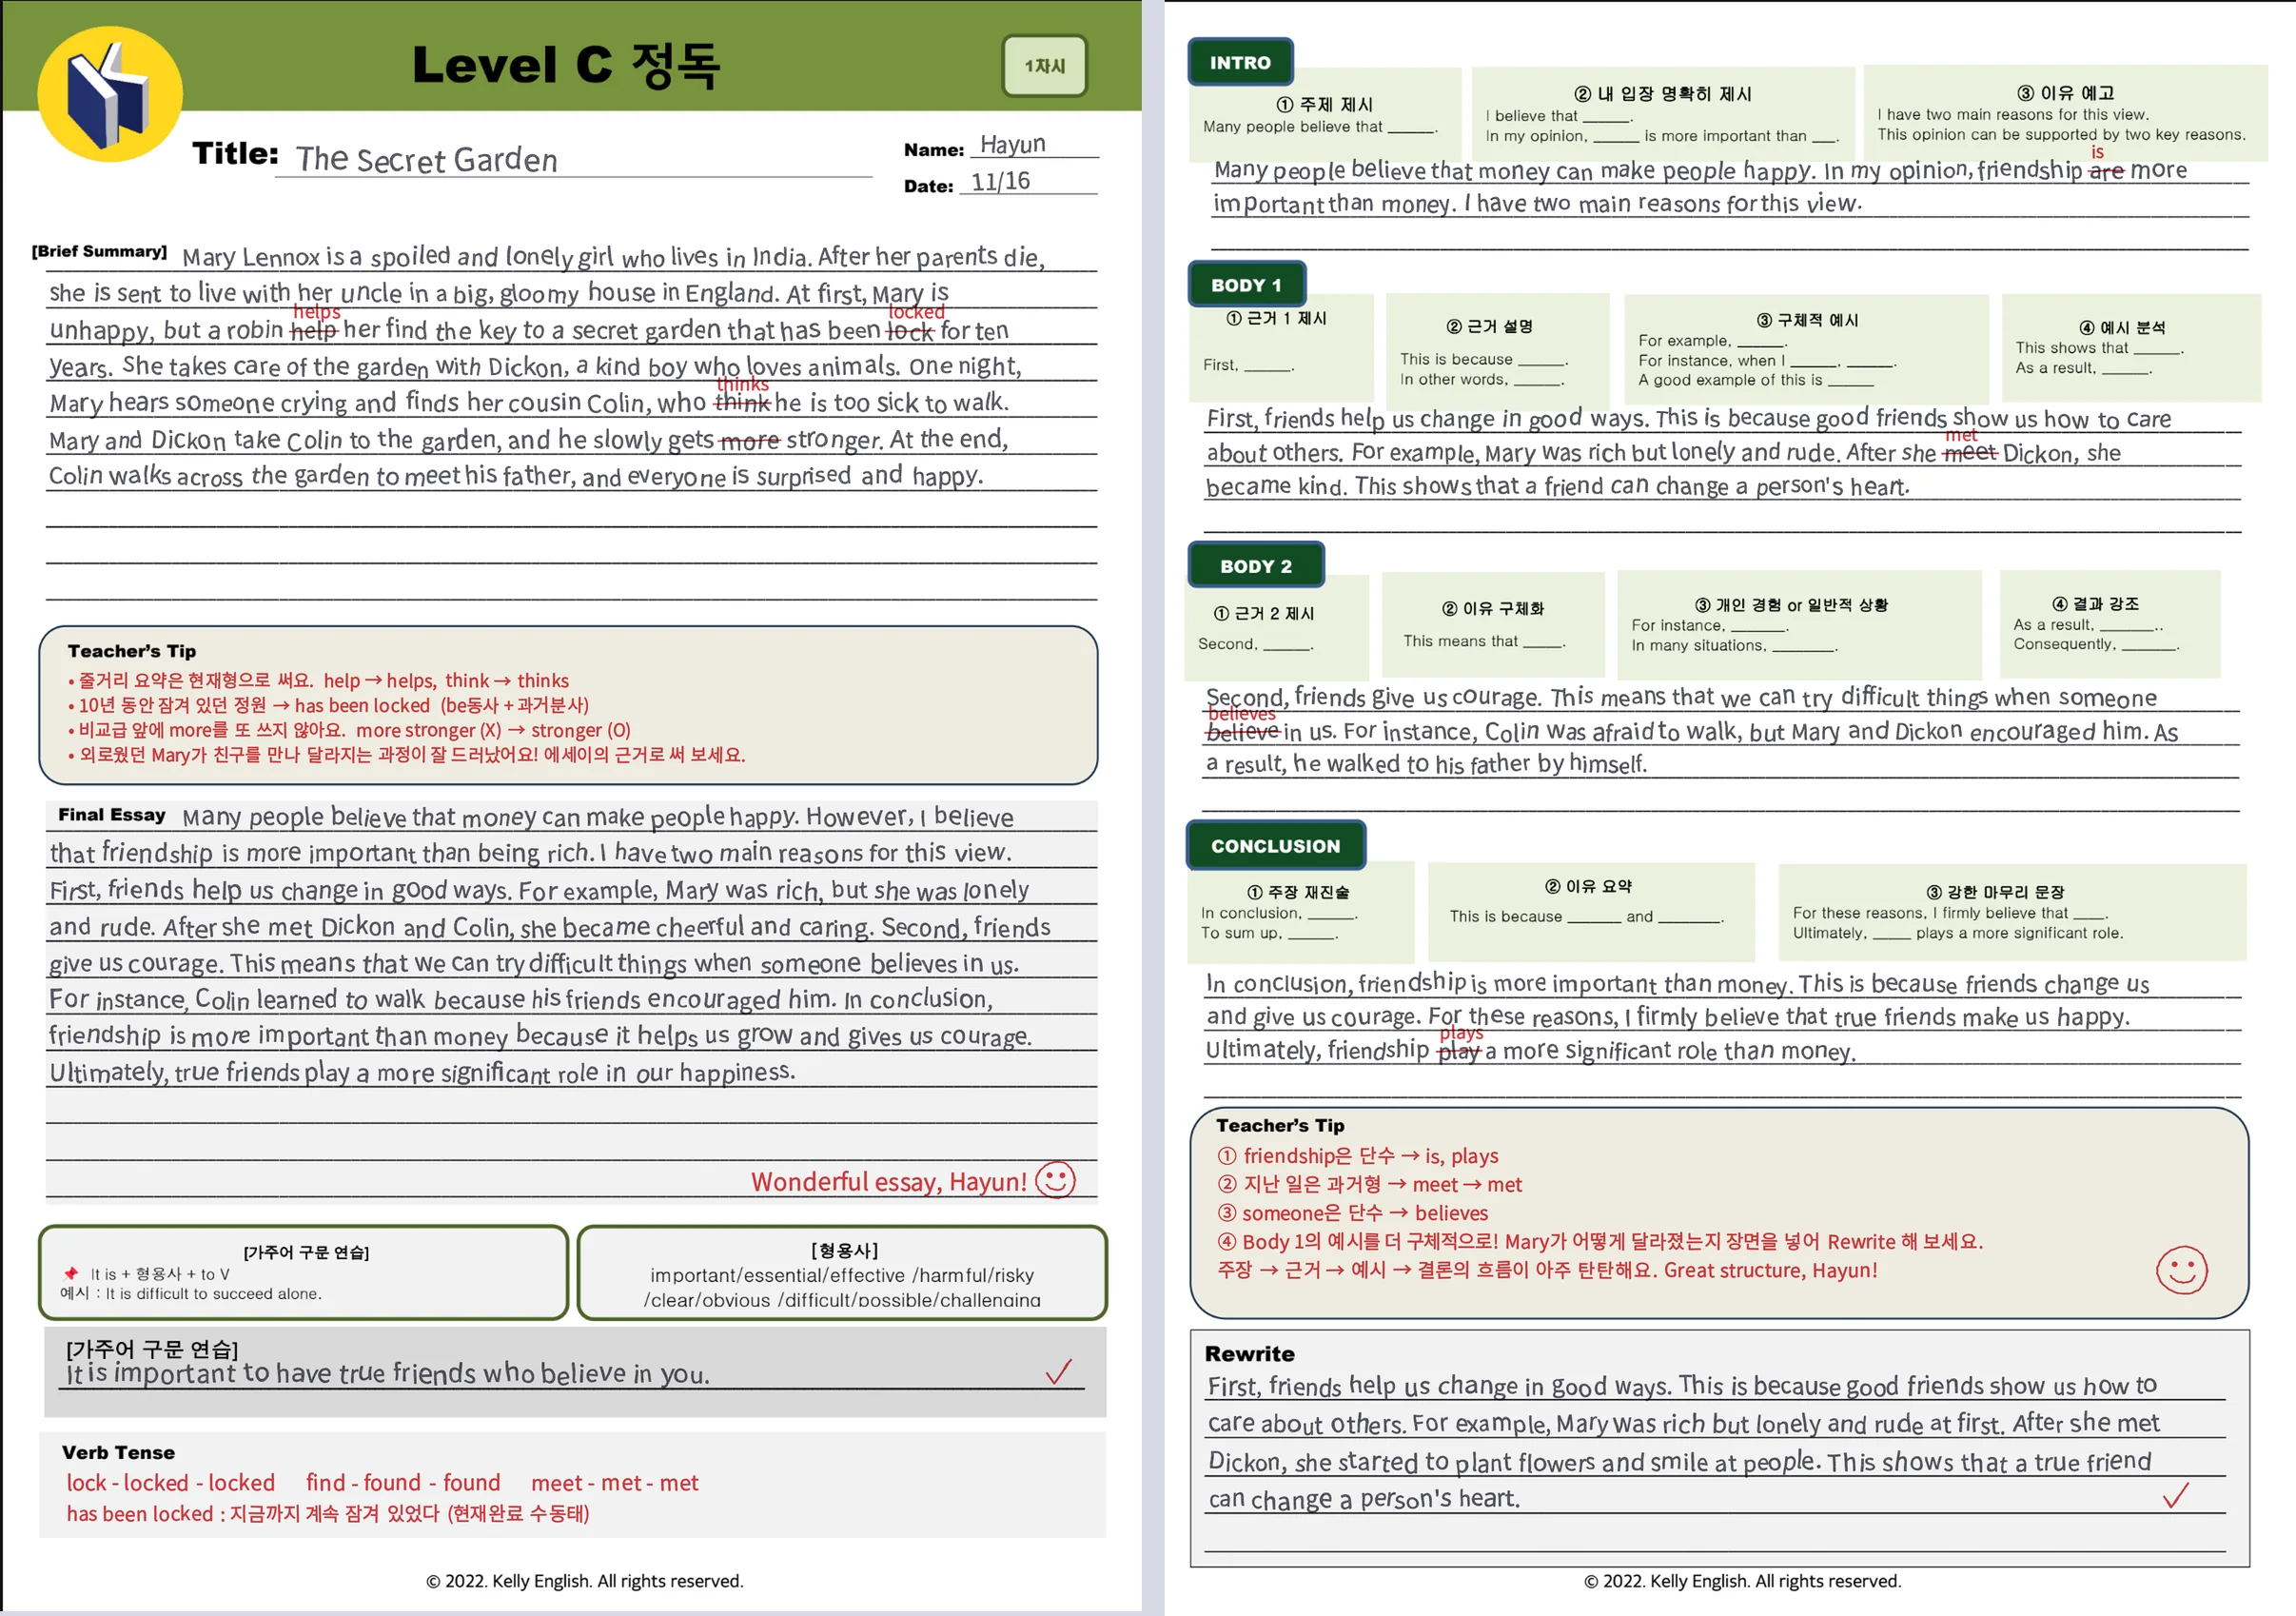 Level C 정독
1차시
Title: The Secret Garden
Name: Hayun
Date: 11/16
[Brief Summary] Mary Lennox is a spoiled and lonely girl who lives in India. After her parents die,
she is sent to live with her uncle in a big, gloomy house in England. At first, Mary is
helps locked
unhappy, but a robin help her find the key to a secret garden that has been lock for ten
years. She takes care of the garden with Dickon, a kind boy who loves animals. One night,
thinks
Mary hears someone crying and finds her cousin Colin, who think he is too sick to walk.
Mary and Dickon take Colin to the garden, and he slowly gets more stronger. At the end,
Colin walks across the garden to meet his father, and everyone is surprised and happy.
Teacher's Tip
• 줄거리 요약은 현재형으로 써요. help → helps, think → thinks
• 10년 동안 잠겨 있던 정원 → has been locked (be동사 + 과거분사)
• 비교급 앞에 more를 또 쓰지 않아요. more stronger (X) → stronger (O)
• 외로웠던 Mary가 친구를 만나 달라지는 과정이 잘 드러났어요! 에세이의 근거로 써 보세요.
Final Essay Many people believe that money can make people happy. However, I believe
that friendship is more important than being rich. I have two main reasons for this view.
First, friends help us change in good ways. For example, Mary was rich, but she was lonely
and rude. After she met Dickon and Colin, she became cheerful and caring. Second, friends
give us courage. This means that we can try difficult things when someone believes in us.
For instance, Colin learned to walk because his friends encouraged him. In conclusion,
friendship is more important than money because it helps us grow and gives us courage.
Ultimately, true friends play a more significant role in our happiness.
Wonderful essay, Hayun!
[가주어 구문 연습]
It is + 형용사 + to V
예시 : It is difficult to succeed alone.
[형용사]
important/essential/effective /harmful/risky
/clear/obvious /difficult/possible/challenging
[가주어 구문 연습]
It is important to have true friends who believe in you.
Verb Tense
lock - locked - locked find - found - found meet - met - met
has been locked : 지금까지 계속 잠겨 있었다 (현재완료 수동태)
© 2022. Kelly English. All rights reserved.
INTRO
① 주제 제시
Many people believe that _____.
② 내 입장 명확히 제시
I believe that _____.
In my opinion, _____ is more important than ___.
③ 이유 예고
I have two main reasons for this view.
This opinion can be supported by two key reasons.
is
Many people believe that money can make people happy. In my opinion, friendship are more
important than money. I have two main reasons for this view.
BODY 1
① 근거 1 제시
First, _____.
② 근거 설명
This is because _____.
In other words, _____.
③ 구체적 예시
For example, _____.
For instance, when I _____, _____.
A good example of this is _____
④ 예시 분석
This shows that _____.
As a result, _____.
First, friends help us change in good ways. This is because good friends show us how to care
met
about others. For example, Mary was rich but lonely and rude. After she meet Dickon, she
became kind. This shows that a friend can change a person's heart.
BODY 2
① 근거 2 제시
Second, _____.
② 이유 구체화
This means that _____.
③ 개인 경험 or 일반적 상황
For instance, ______.
In many situations, _______.
④ 결과 강조
As a result, ______..
Consequently, ______.
Second, friends give us courage. This means that we can try difficult things when someone
believes
believe in us. For instance, Colin was afraid to walk, but Mary and Dickon encouraged him. As
a result, he walked to his father by himself.
CONCLUSION
① 주장 재진술
In conclusion, _____.
To sum up, _____.
② 이유 요약
This is because ______ and _______.
③ 강한 마무리 문장
For these reasons, I firmly believe that ____.
Ultimately, ____ plays a more significant role.
In conclusion, friendship is more important than money. This is because friends change us
and give us courage. For these reasons, I firmly believe that true friends make us happy.
plays
Ultimately, friendship play a more significant role than money.
Teacher's Tip
① friendship은 단수 → is, plays
② 지난 일은 과거형 → meet → met
③ someone은 단수 → believes
④ Body 1의 예시를 더 구체적으로! Mary가 어떻게 달라졌는지 장면을 넣어 Rewrite 해 보세요.
주장 → 근거 → 예시 → 결론의 흐름이 아주 탄탄해요. Great structure, Hayun!
Rewrite
First, friends help us change in good ways. This is because good friends show us how to
care about others. For example, Mary was rich but lonely and rude at first. After she met
Dickon, she started to plant flowers and smile at people. This shows that a true friend
can change a person's heart.
© 2022. Kelly English. All rights reserved.